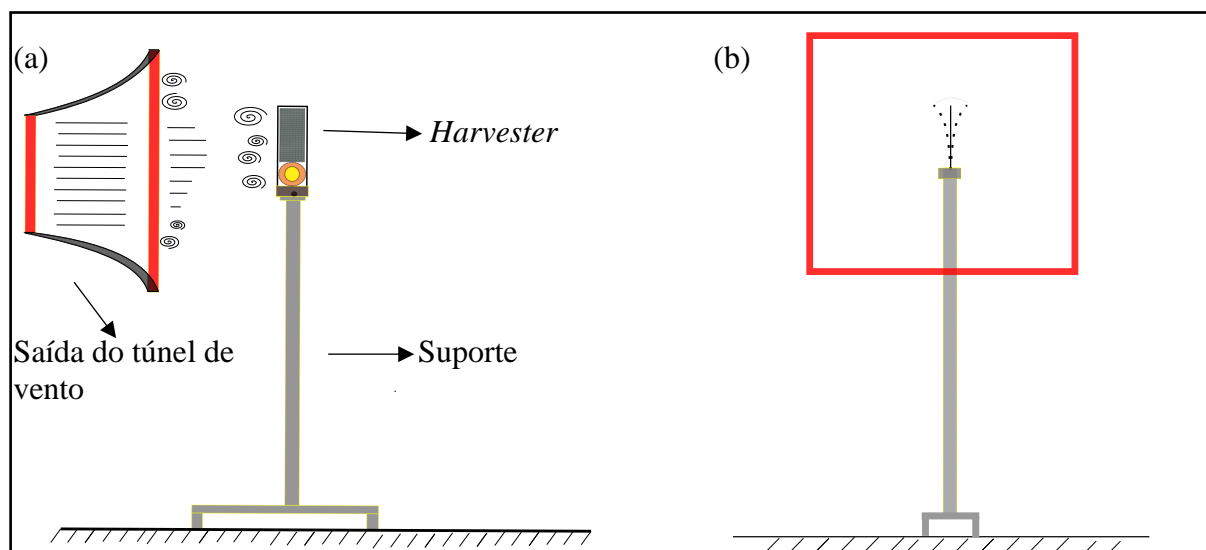 (a)
(b)
Harvester
Saída do túnel de
vento
Suporte